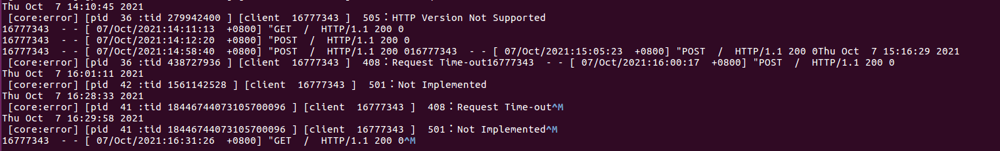 Thu Oct  7 14:10:45 2021
 [core:error] [pid  36 :tid 279942400 ] [client  16777343 ]  505：HTTP Version Not Supported
16777343  - - [ 07/Oct/2021:14:11:13  +0800] "GET  /  HTTP/1.1 200 0
16777343  - - [ 07/Oct/2021:14:12:20  +0800] "POST  /  HTTP/1.1 200 0
16777343  - - [ 07/Oct/2021:14:58:40  +0800] "POST  /  HTTP/1.1 200 016777343  - - [ 07/Oct/2021:15:05:23  +0800] "POST  /  HTTP/1.1 200 0Thu Oct  7 15:16:29 2021
 [core:error] [pid  36 :tid 438727936 ] [client  16777343 ]  408：Request Time-out16777343  - - [ 07/Oct/2021:16:00:17  +0800] "POST  /  HTTP/1.1 200 0
Thu Oct  7 16:01:11 2021
 [core:error] [pid  42 :tid 1561142528 ] [client  16777343 ]  501：Not Implemented
Thu Oct  7 16:28:33 2021
 [core:error] [pid  41 :tid 18446744073105700096 ] [client  16777343 ]  408：Request Time-out^M
Thu Oct  7 16:29:58 2021
 [core:error] [pid  41 :tid 18446744073105700096 ] [client  16777343 ]  501：Not Implemented^M
16777343  - - [ 07/Oct/2021:16:31:26  +0800] "GET  /  HTTP/1.1 200 0^M